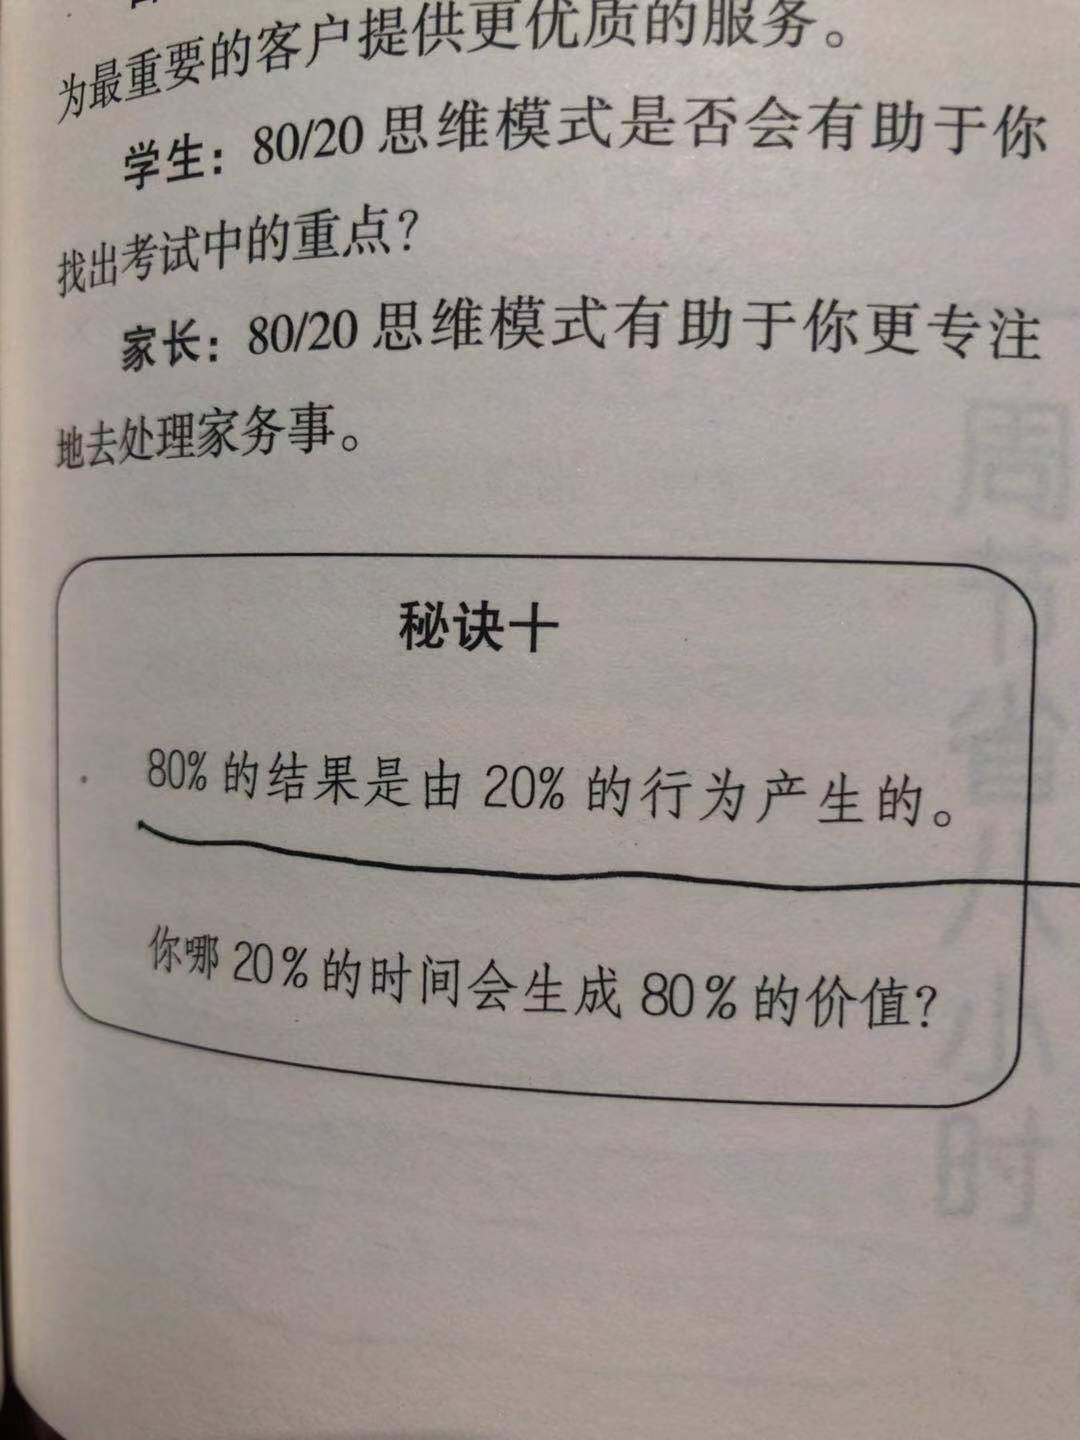 为最重要的客户提供更优质的服务。
学生：80/20 思维模式是否会有助于你
找出考试中的重点？
家长：80/20 思维模式有助于你更专注
地去处理家务事。
秘诀十
80% 的结果是由 20% 的行为产生的。
你哪 20% 的时间会生成 80% 的价值？